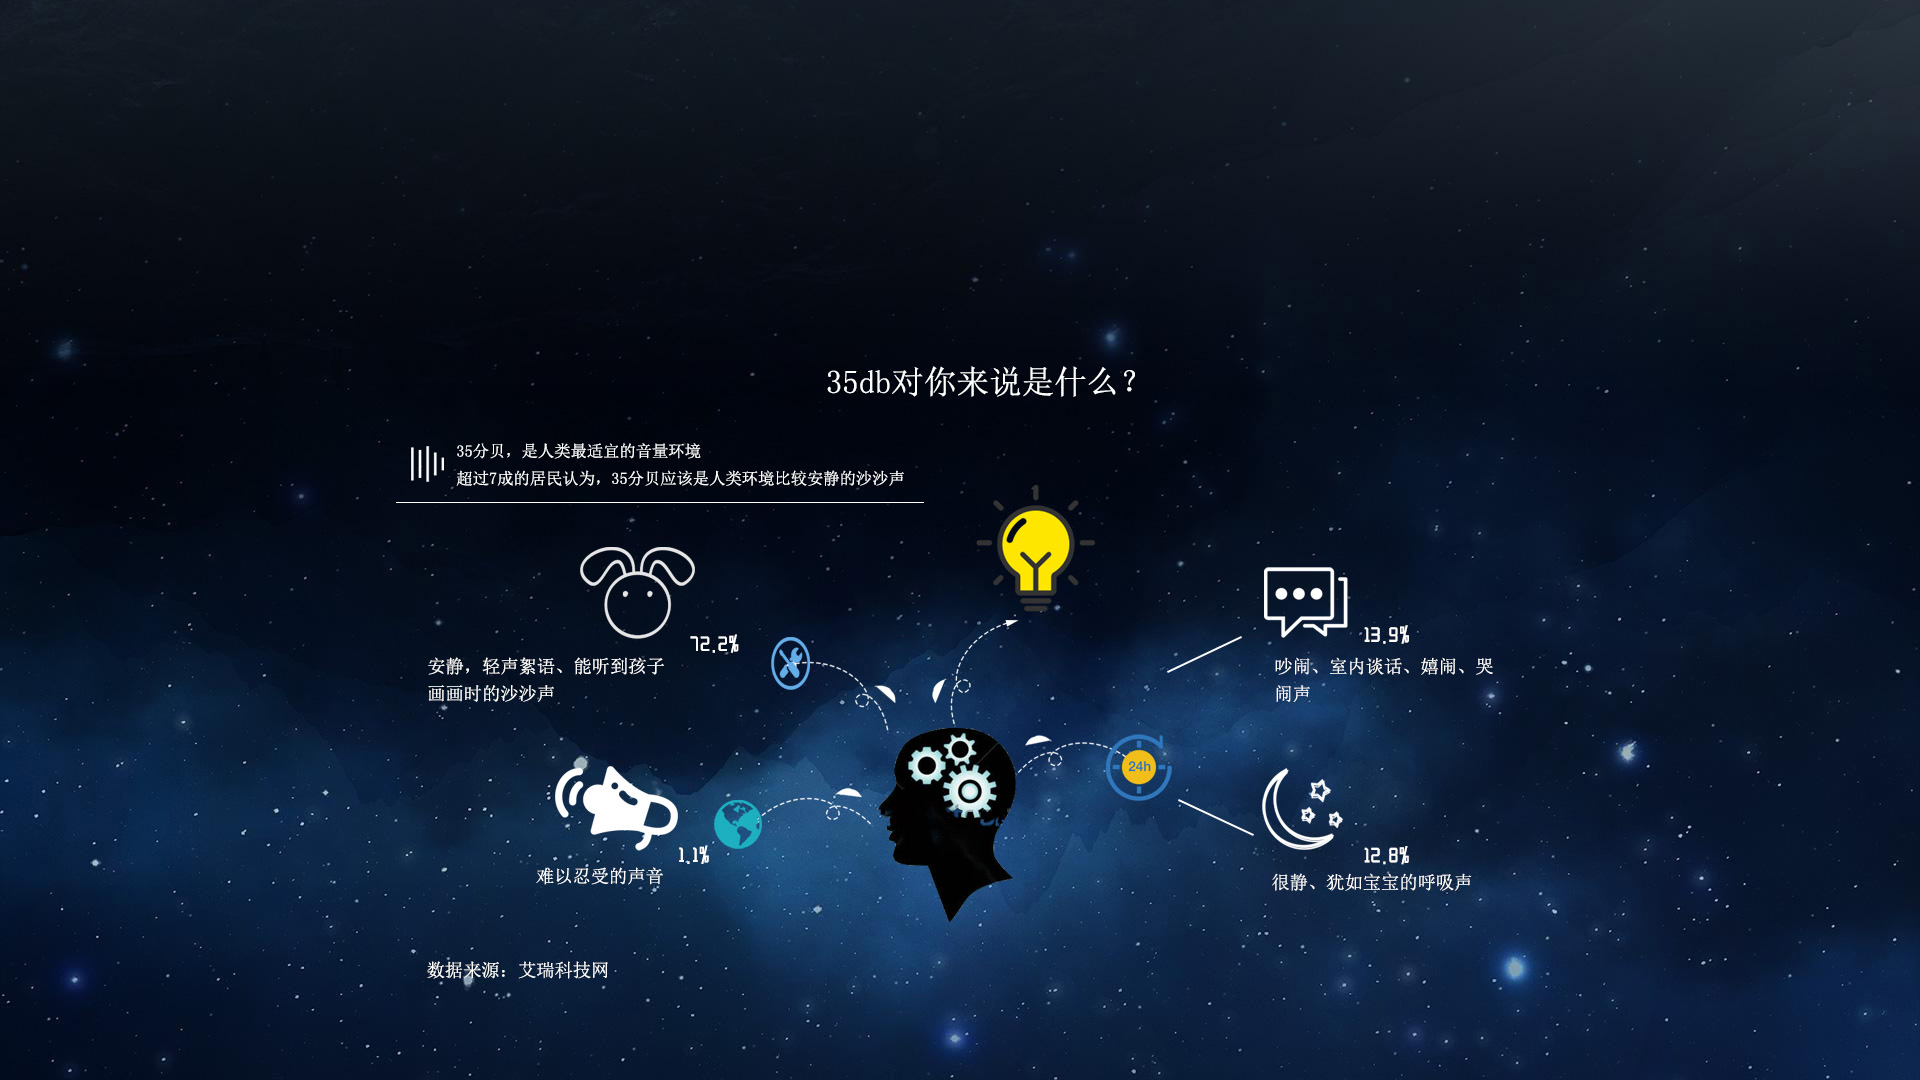 35db对你来说是什么？
35分贝，是人类最适宜的音量环境
超过7成的居民认为，35分贝应该是人类环境比较安静的沙沙声
72.2%
安静，轻声絮语、能听到孩子
画画时的沙沙声
13.9%
吵闹、室内谈话、嬉闹、哭
闹声
24h
1.1%
难以忍受的声音
12.8%
很静、犹如宝宝的呼吸声
数据来源：艾瑞科技网